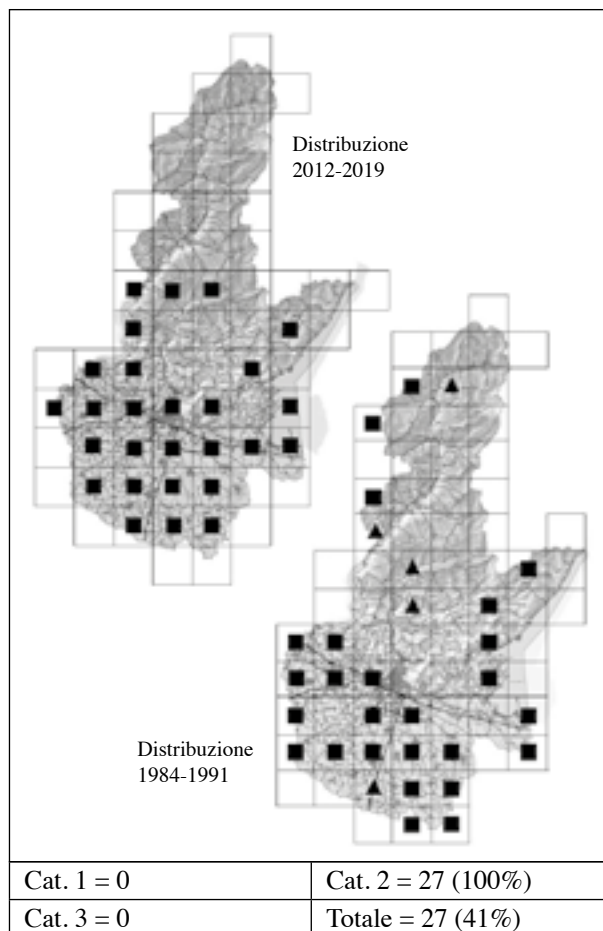 Distribuzione
2012-2019
Distribuzione
1984-1991
Cat. 1 = 0
Cat. 2 = 27 (100%)
Cat. 3 = 0
Totale = 27 (41%)